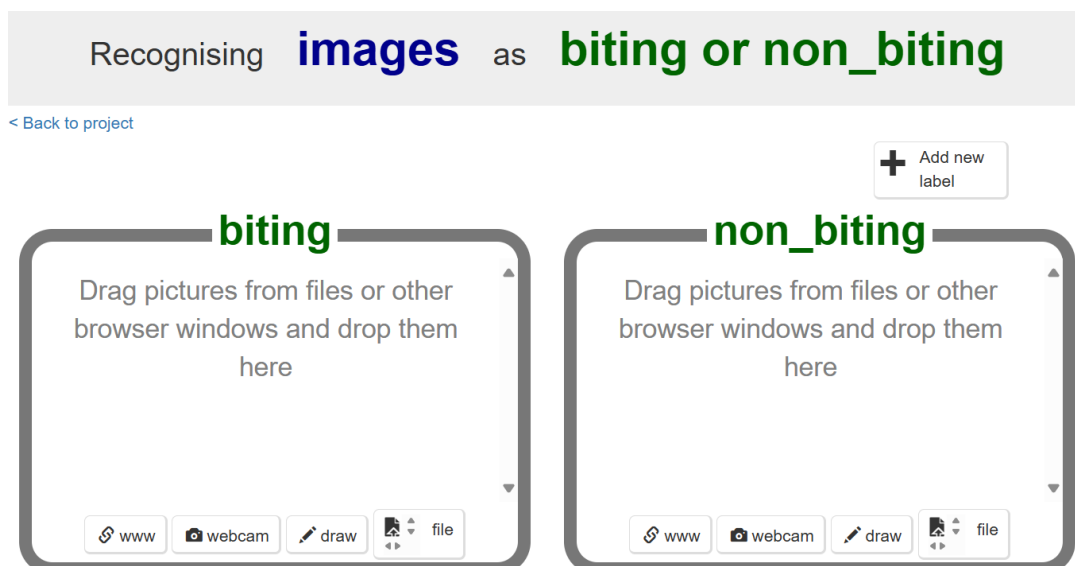 Recognising images as biting or non_biting
< Back to project
Add new
label
biting
Drag pictures from files or other
browser windows and drop them
here
www webcam draw file
non_biting
Drag pictures from files or other
browser windows and drop them
here
www webcam draw file